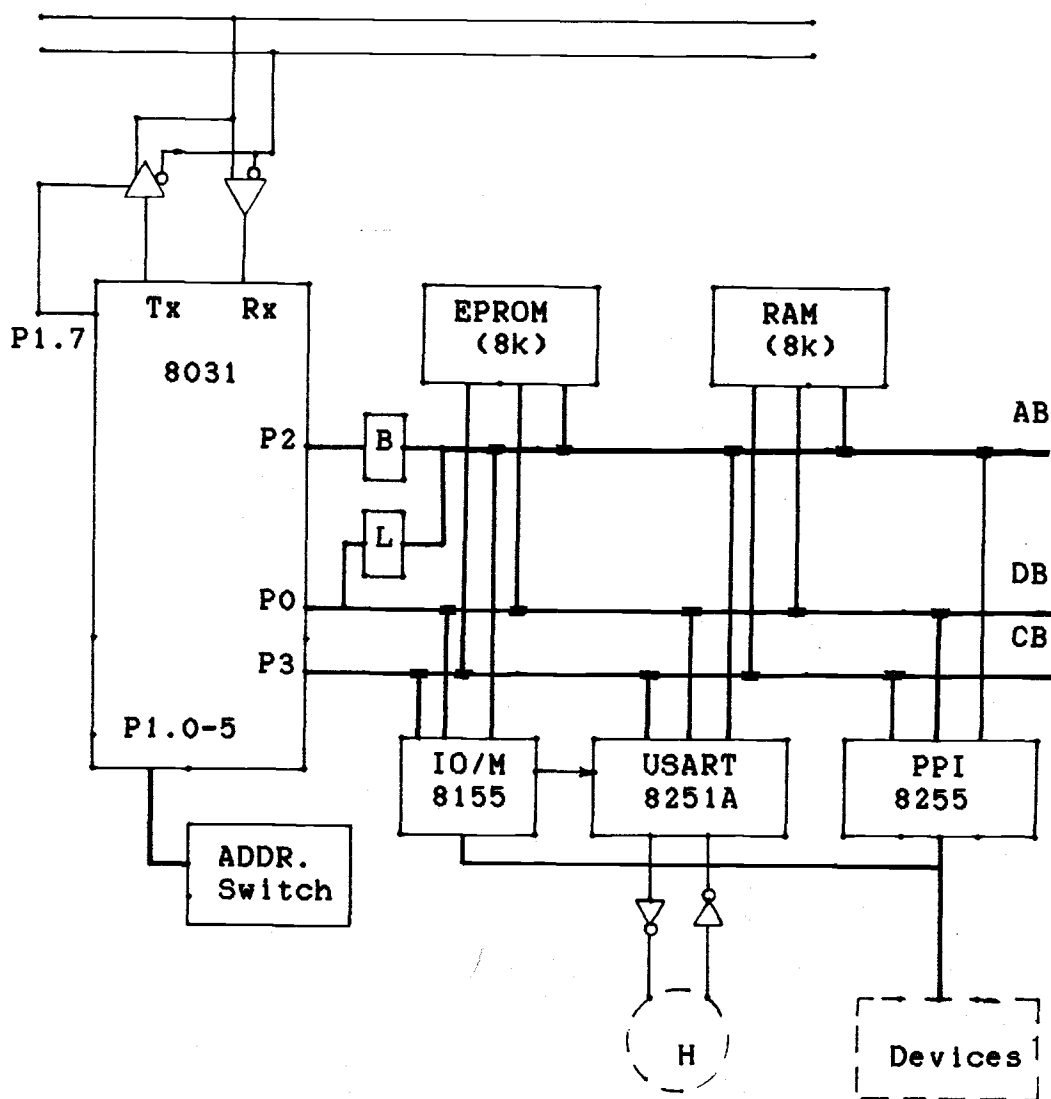 Tx Rx
P1.7
8031
EPROM
(8k)
RAM
(8k)
AB
P2
B
L
DB
P0
CB
P3
P1.0-5
IO/M
8155
USART
8251A
PPI
8255
ADDR.
Switch
H
Devices